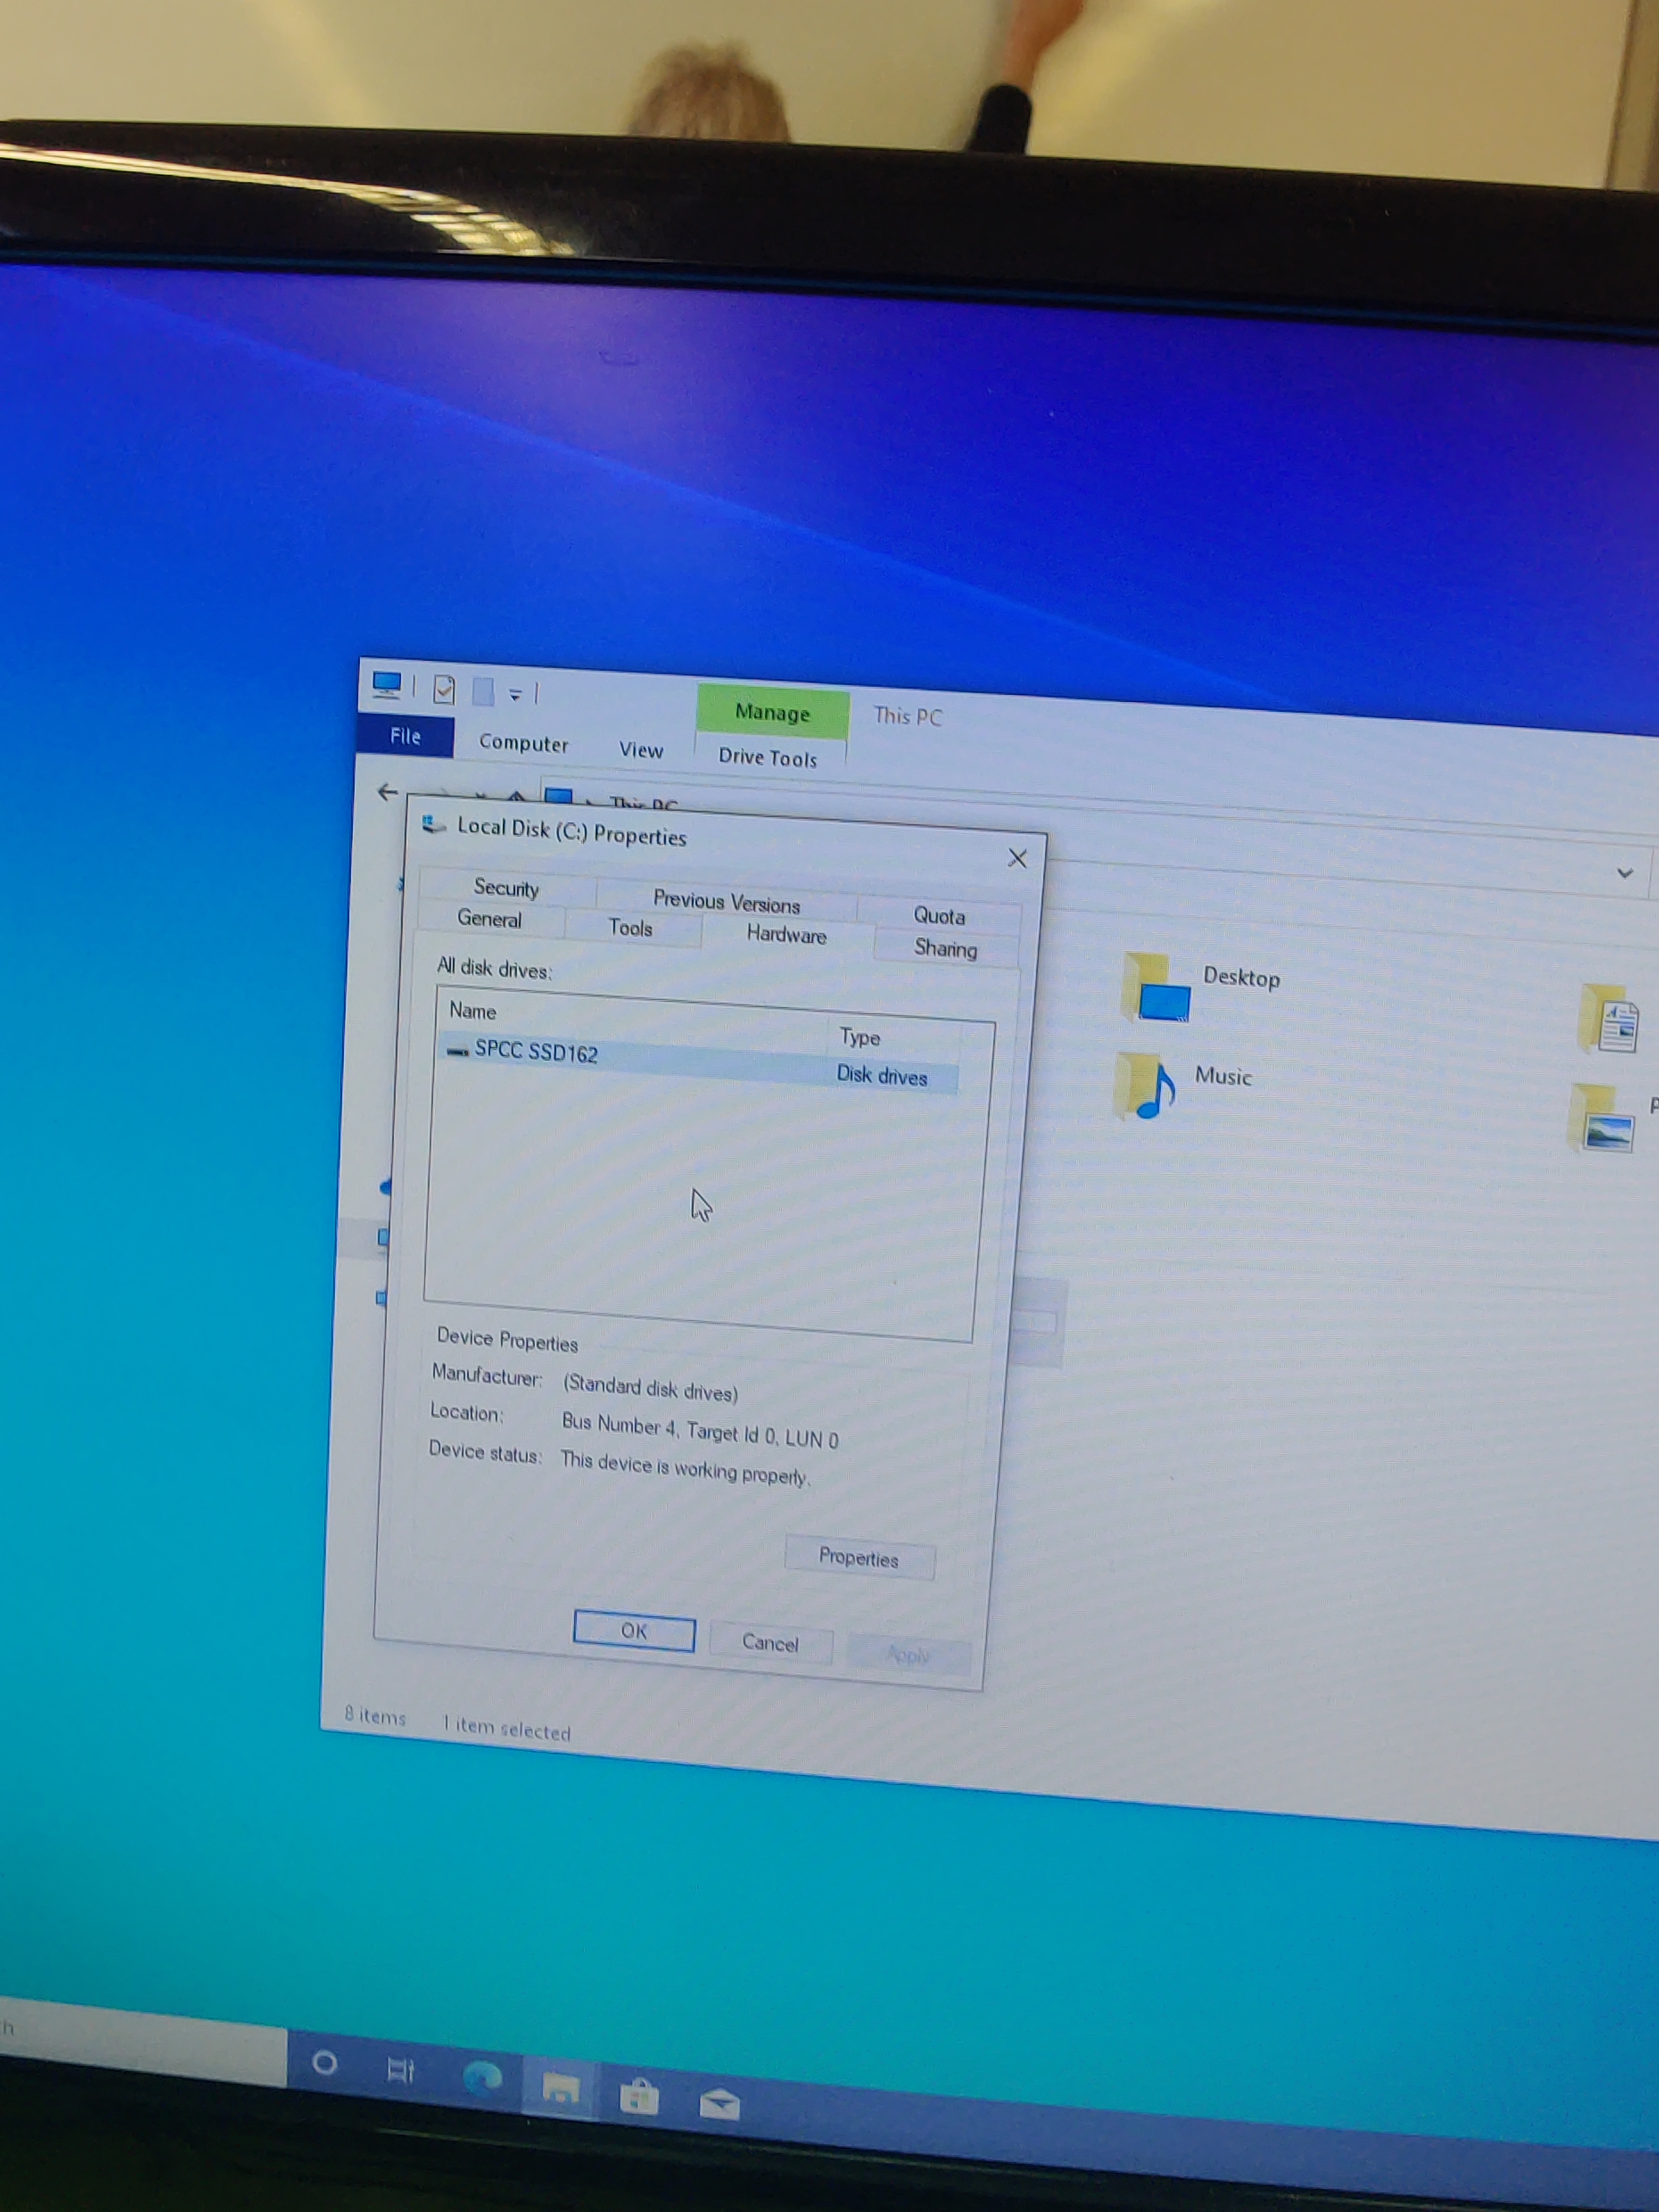 Manage
This PC
File
Computer
View
Drive Tools
This PC
Local Disk (C:) Properties
Security
Previous Versions
Quota
General
Tools
Hardware
Sharing
All disk drives:
Name
Type
SPCC SSD162
Disk drives
Device Properties
Manufacturer: (Standard disk drives)
Location: Bus Number 4, Target Id 0, LUN 0
Device status: This device is working properly.
Properties
OK
Cancel
Apply
Desktop
Music
P
8 items
1 item selected
h